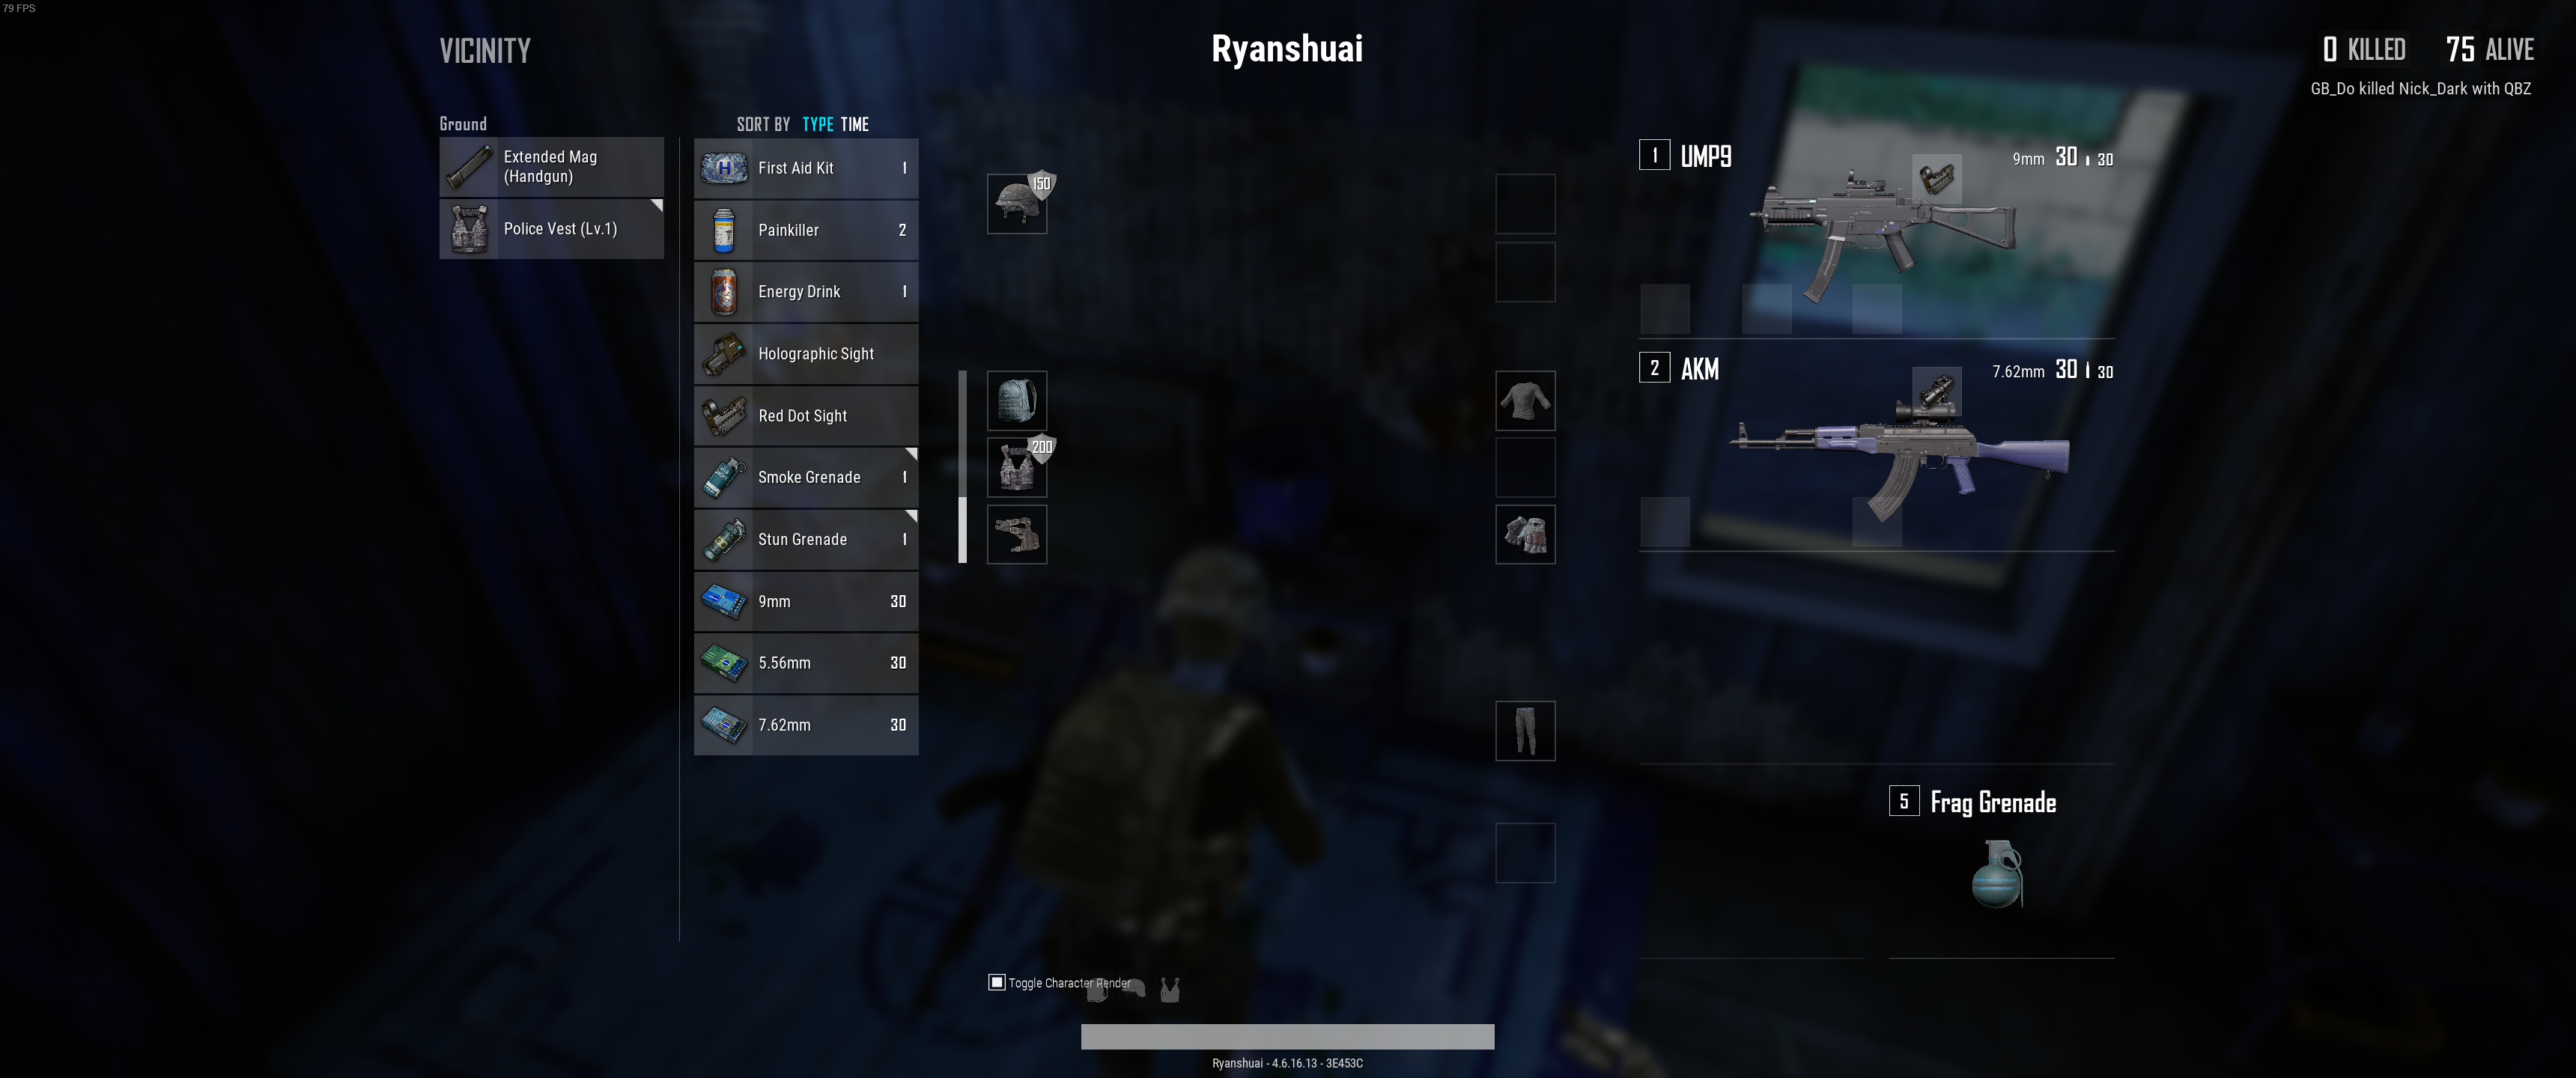 79 FPS
VICINITY
Ryanshuai
0 KILLED 75 ALIVE
GB_Do killed Nick_Dark with QBZ
Ground
Extended Mag
(Handgun)
Police Vest (Lv.1)
SORT BY TYPE TIME
First Aid Kit 1
Painkiller 2
Energy Drink 1
Holographic Sight
Red Dot Sight
Smoke Grenade 1
Stun Grenade 1
9mm 30
5.56mm 30
7.62mm 30
150
200
1 UMP9 9mm 30 30
2 AKM 7.62mm 30 30
5 Frag Grenade
Toggle Character Render
Ryanshuai - 4.6.16.13 - 3E453C